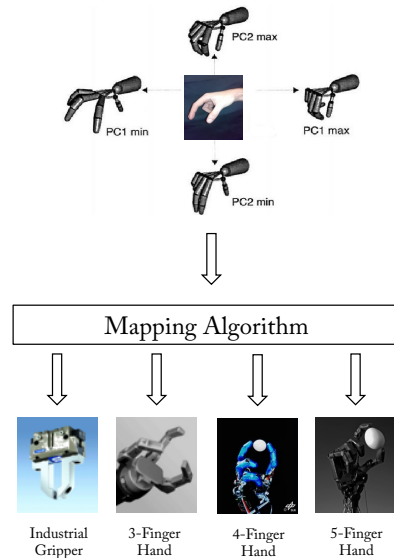 PC2 max
PC1 min
PC1 max
PC2 min
Mapping Algorithm
Industrial
Gripper
3-Finger
Hand
4-Finger
Hand
5-Finger
Hand